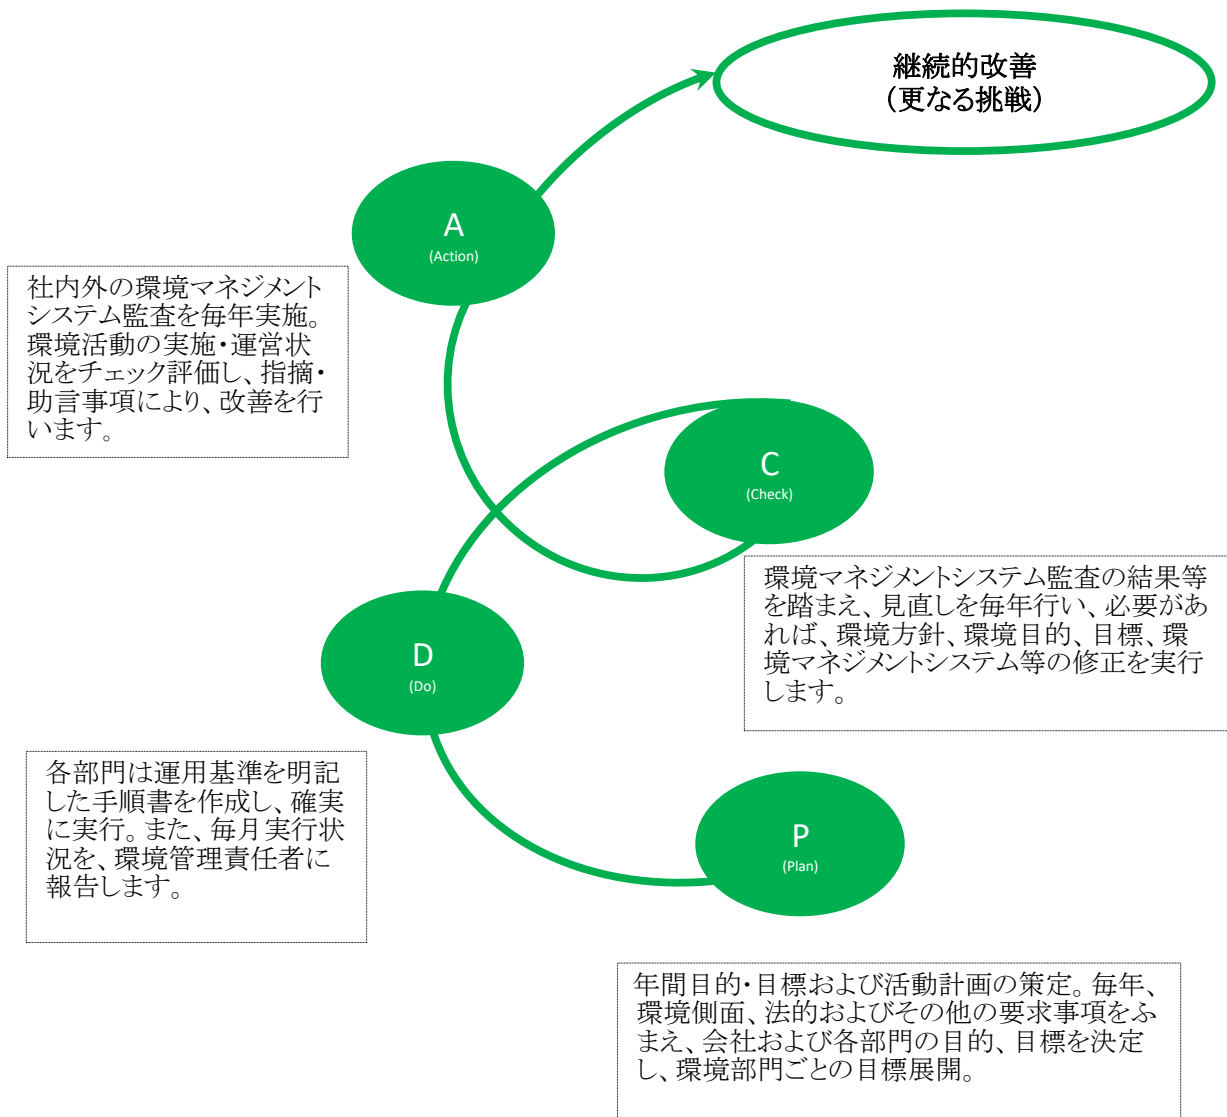 継続的改善
（更なる挑戦）
A
(Action)
社内外の環境マネジメント
システム監査を毎年実施。
環境活動の実施・運営状
況をチェック評価し、指摘・
助言事項により、改善を行
います。
C
(Check)
環境マネジメントシステム監査の結果等
を踏まえ、見直しを毎年行い、必要があ
れば、環境方針、環境目的、目標、環
境マネジメントシステム等の修正を実行
します。
D
(Do)
各部門は運用基準を明記
した手順書を作成し、確実
に実行。また、毎月実行状
況を、環境管理責任者に
報告します。
P
(Plan)
年間目的・目標および活動計画の策定。毎年、
環境側面、法的およびその他の要求事項をふ
まえ、会社および各部門の目的、目標を決定
し、環境部門ごとの目標展開。